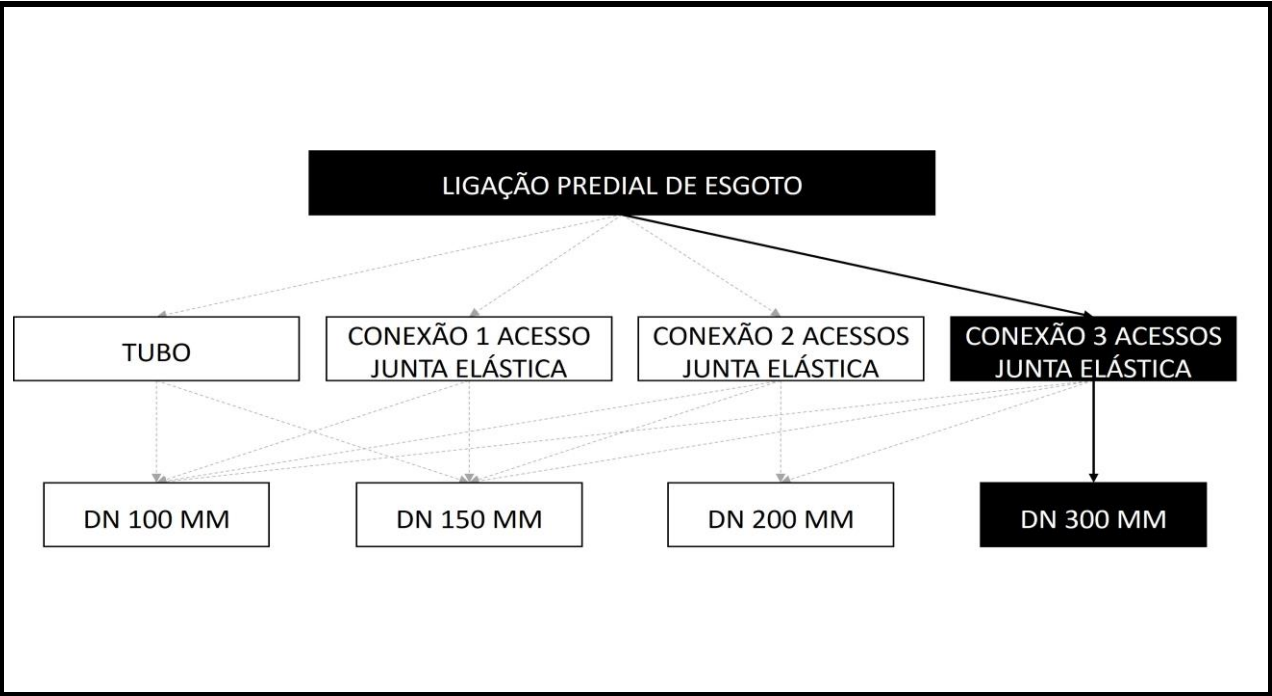 LIGAÇÃO PREDIAL DE ESGOTO
TUBO
CONEXÃO 1 ACESSO
JUNTA ELÁSTICA
CONEXÃO 2 ACESSOS
JUNTA ELÁSTICA
CONEXÃO 3 ACESSOS
JUNTA ELÁSTICA
DN 100 MM
DN 150 MM
DN 200 MM
DN 300 MM